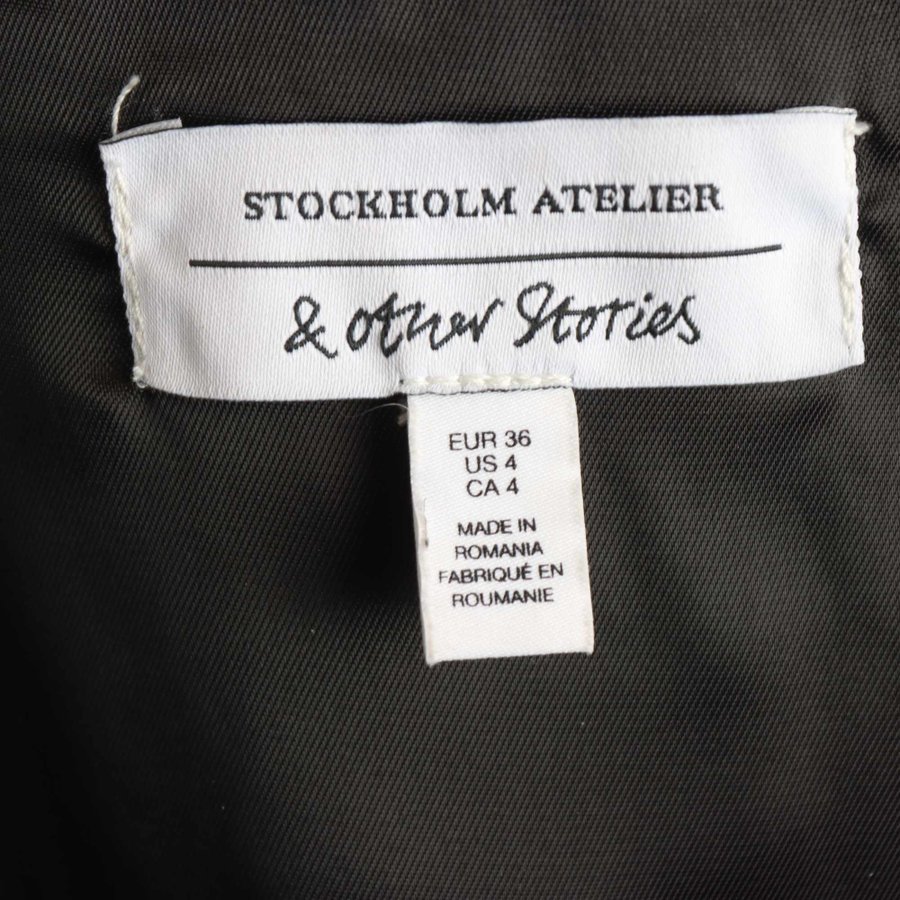 STOCKHOLM ATELIER
& other Stories
EUR 36
US 4
CA 4
MADE IN
ROMANIA
FABRIQUÉ EN
ROUMANIE